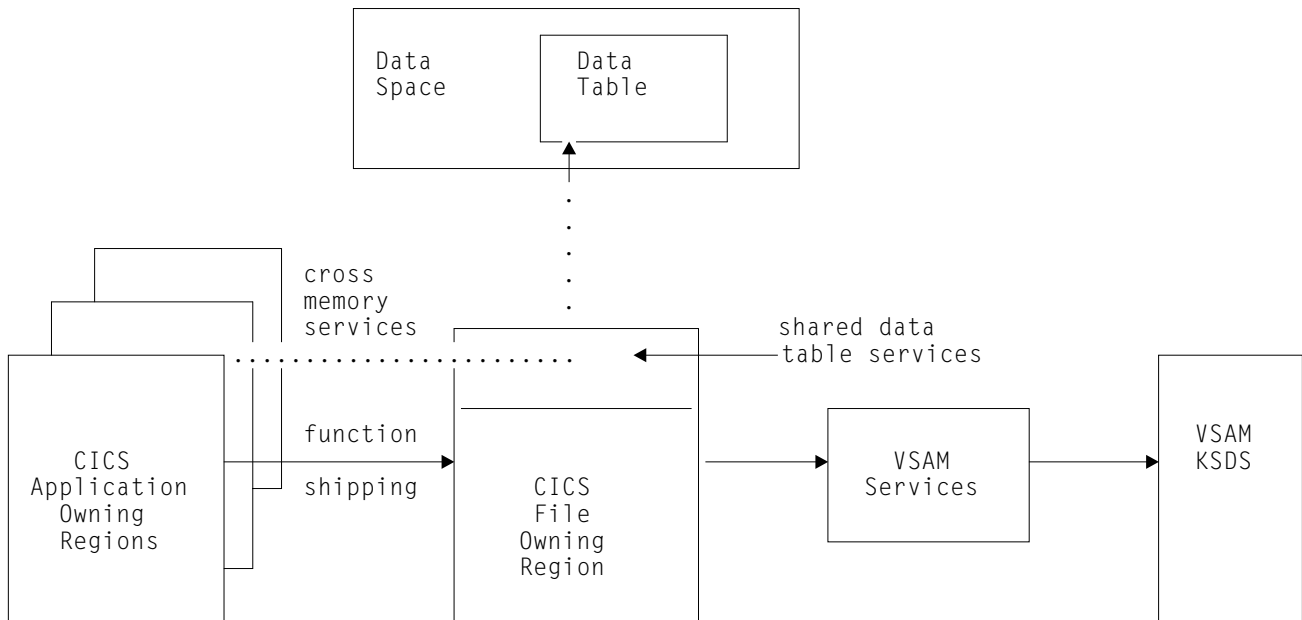 Data
Space
Data
Table
cross
memory
services
shared data
table services
function
shipping
CICS
Application
Owning
Regions
CICS
File
Owning
Region
VSAM
Services
VSAM
KSDS